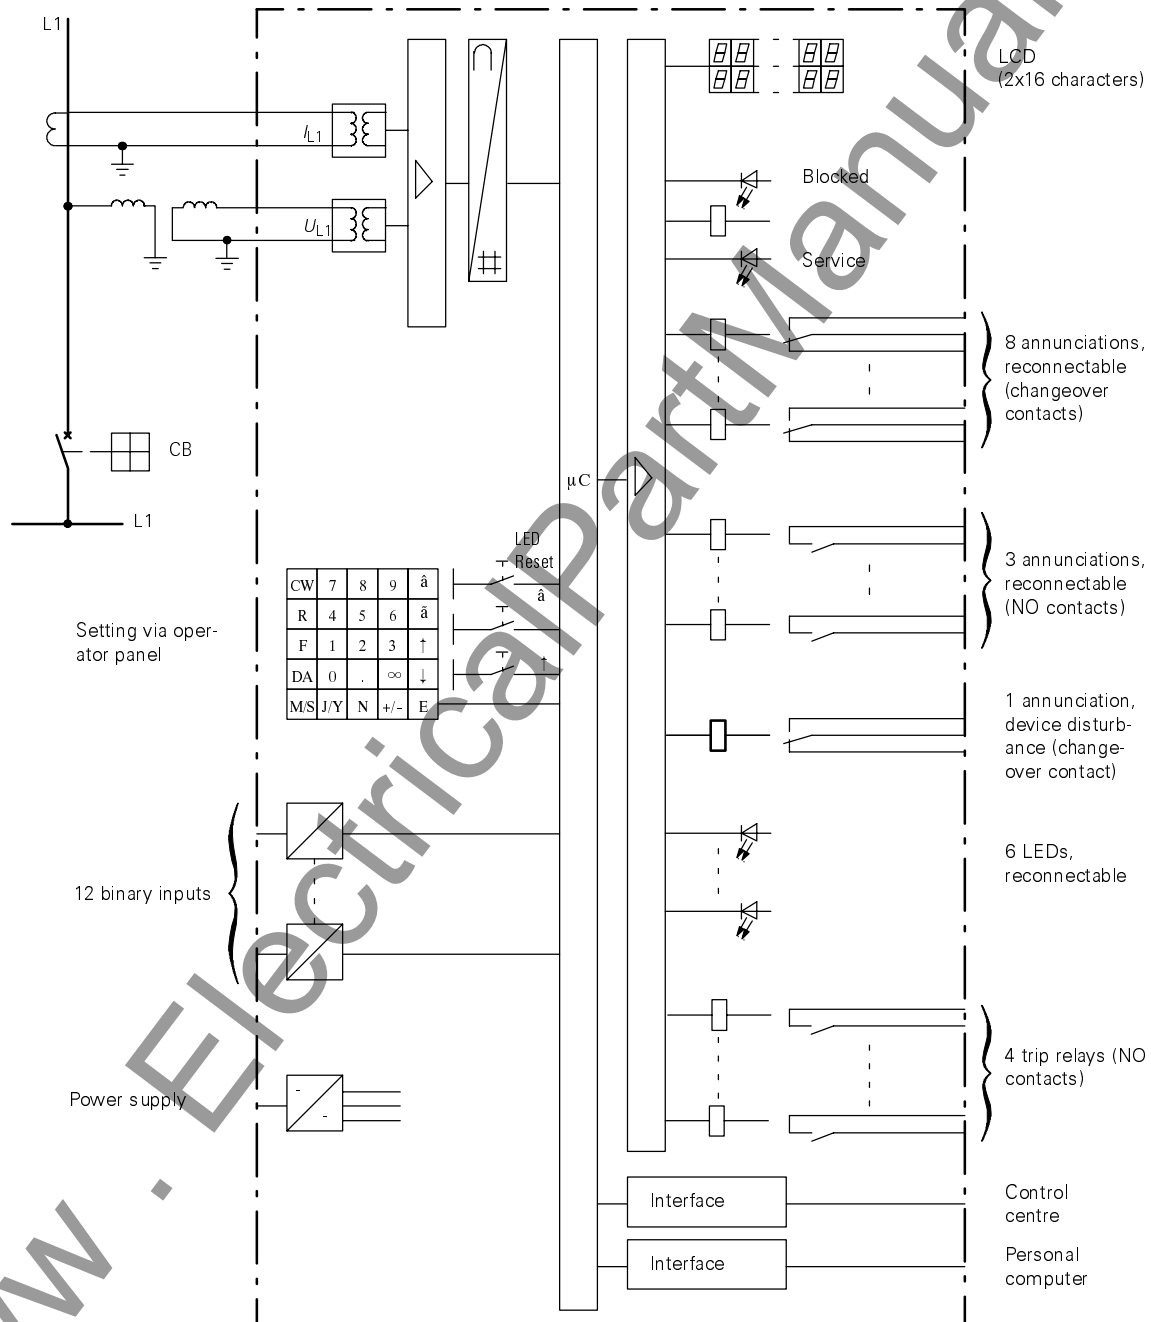 L1
LCD
(2x16 characters)
IL1
Blocked
UL1
Service
8 annunciations,
reconnectable
(changeover
contacts)
CB
µC
L1
LED
Reset
3 annunciations,
reconnectable
(NO contacts)
CW 7 8 9 â
â
R 4 5 6 ã
F 1 2 3 ↑
↑
DA 0 . ∞ ↓
M/S J/Y N +/- E
Setting via oper-
ator panel
1 annunciation,
device disturb-
ance (change-
over contact)
6 LEDs,
reconnectable
12 binary inputs
4 trip relays (NO
contacts)
Power supply
Interface
Control
centre
Interface
Personal
computer
www . ElectricalPartManuals